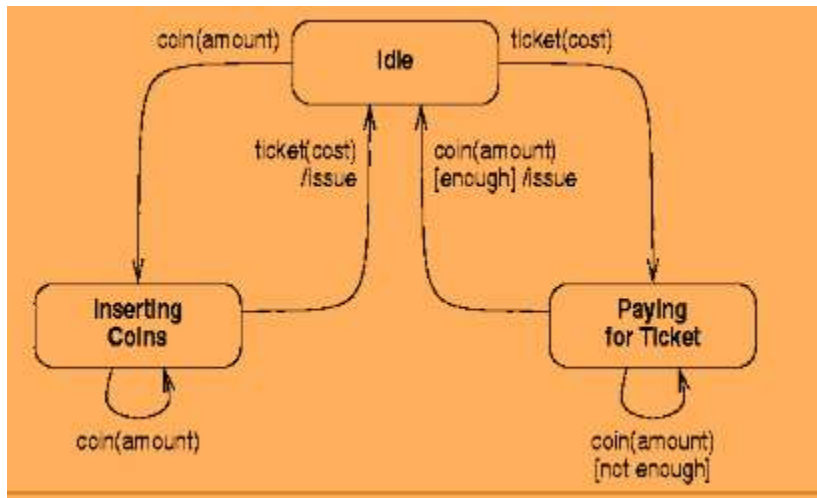 coin(amount)
Idle
ticket(cost)
ticket(cost)
/issue
coin(amount)
[enough] /issue
Inserting
Coins
Paying
for Ticket
coin(amount)
coin(amount)
[not enough]